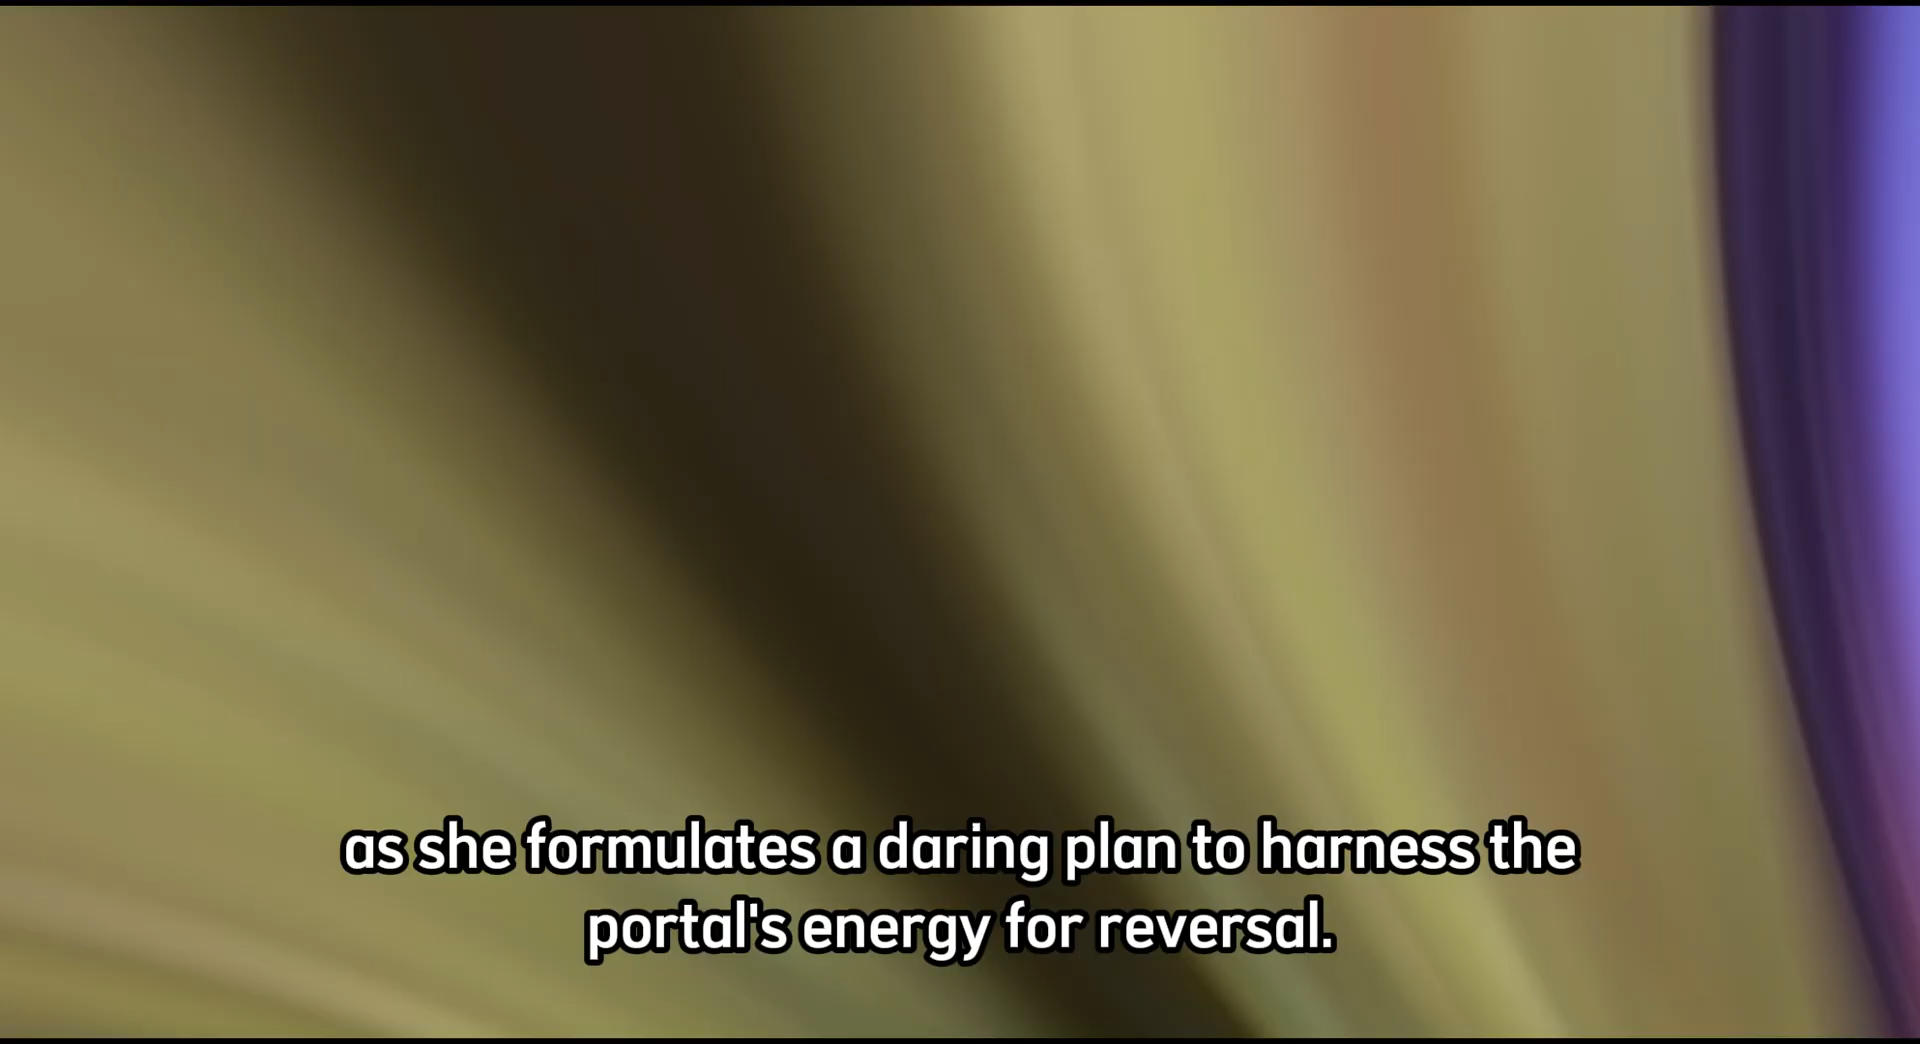 as she formulates a daring plan to harness the
portal's energy for reversal.